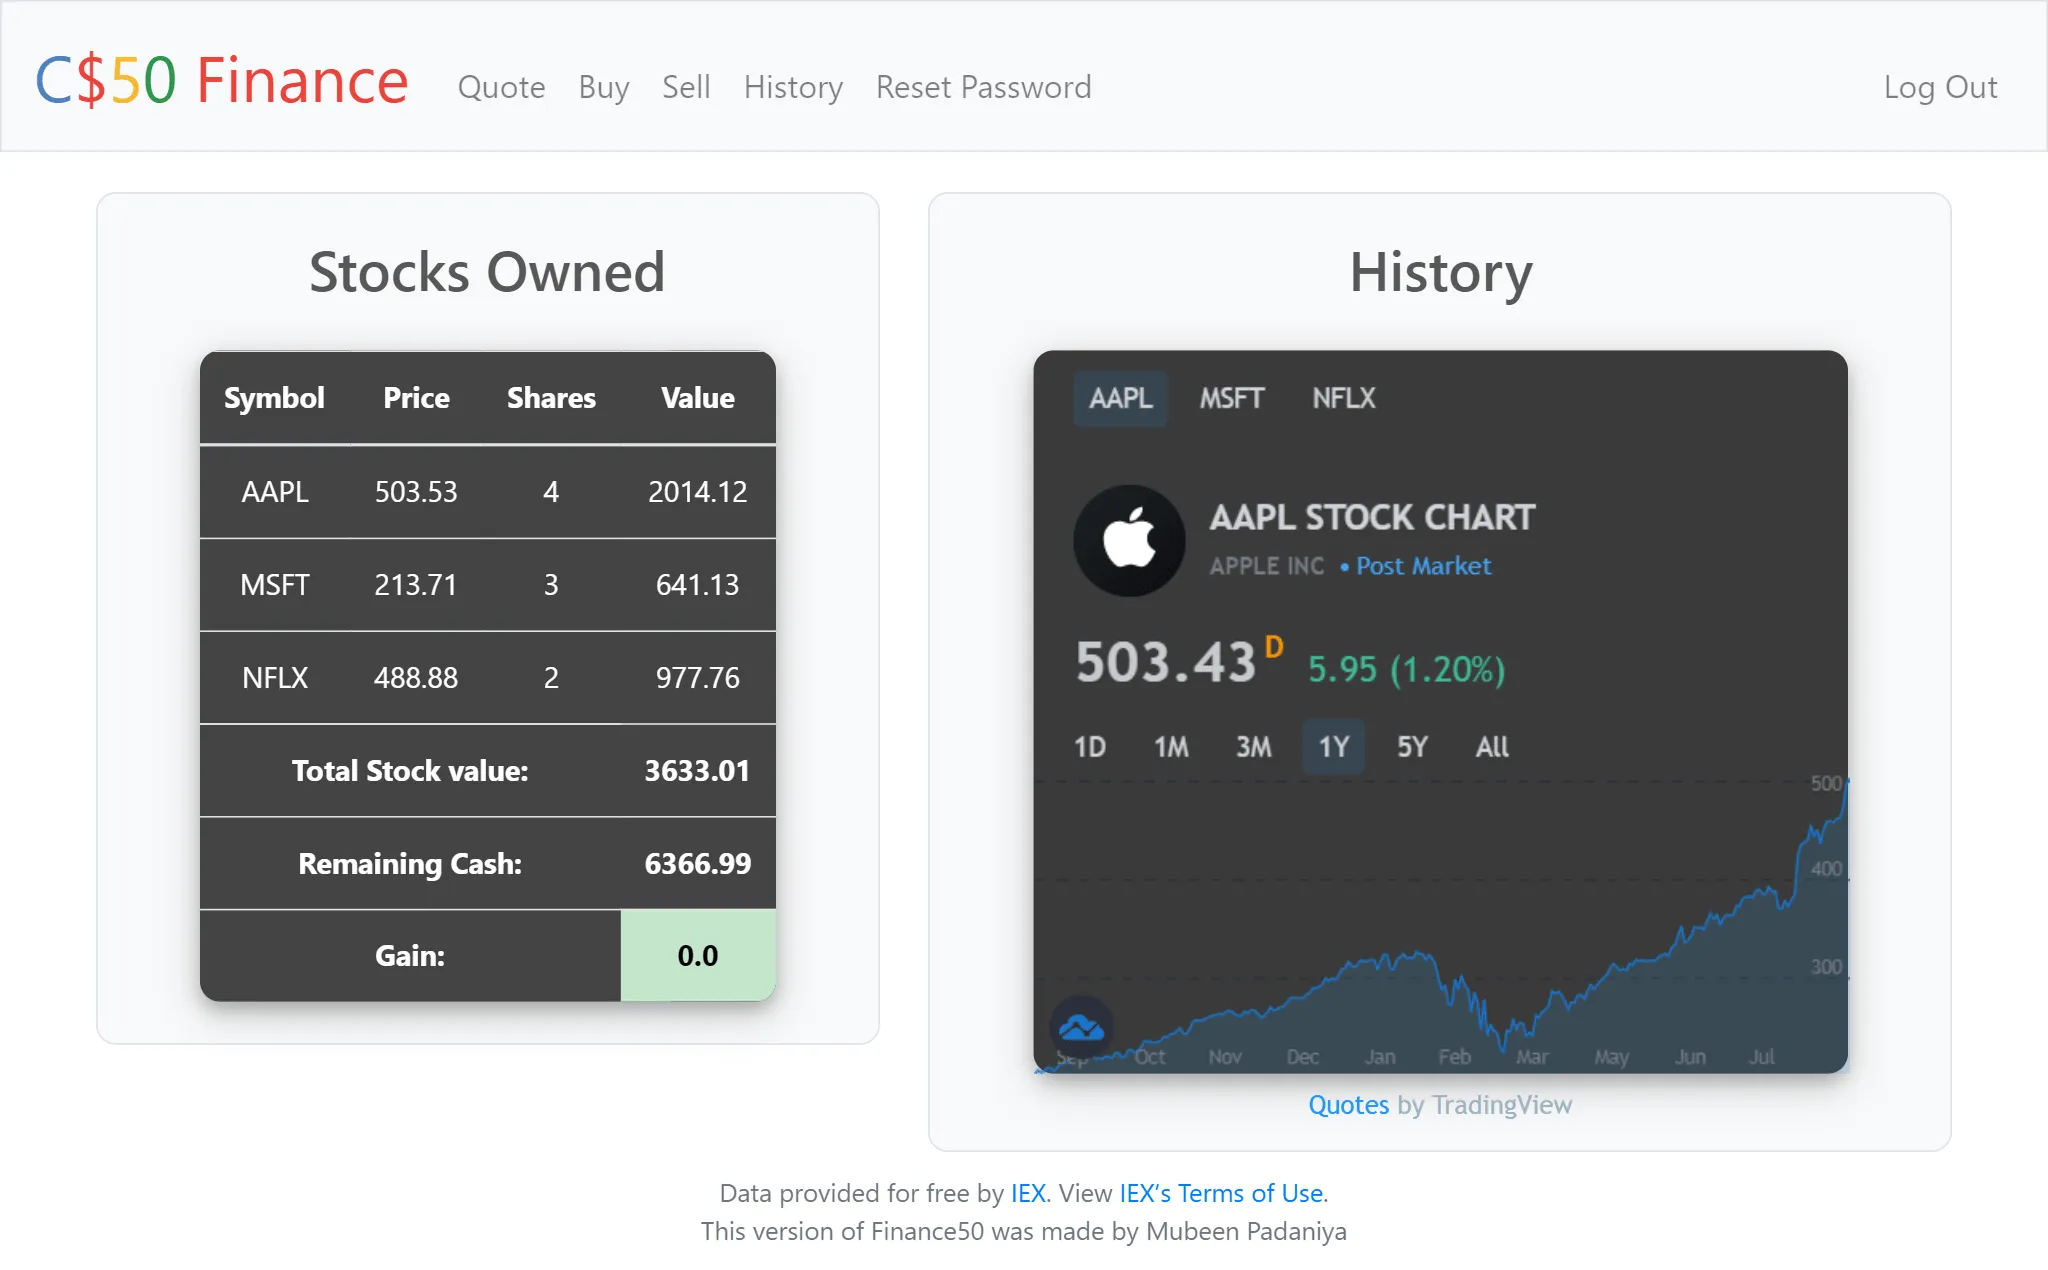 C$50 Finance Quote Buy Sell History Reset Password Log Out
Stocks Owned
Symbol Price Shares Value
AAPL 503.53 4 2014.12
MSFT 213.71 3 641.13
NFLX 488.88 2 977.76
Total Stock value: 3633.01
Remaining Cash: 6366.99
Gain: 0.0
History
AAPL MSFT NFLX
AAPL STOCK CHART
APPLE INC • Post Market
503.43 D 5.95 (1.20%)
1D 1M 3M 1Y 5Y All
500
400
300
Sep Oct Nov Dec Jan Feb Mar May Jun Jul
Quotes by TradingView
Data provided for free by IEX. View IEX’s Terms of Use.
This version of Finance50 was made by Mubeen Padaniya